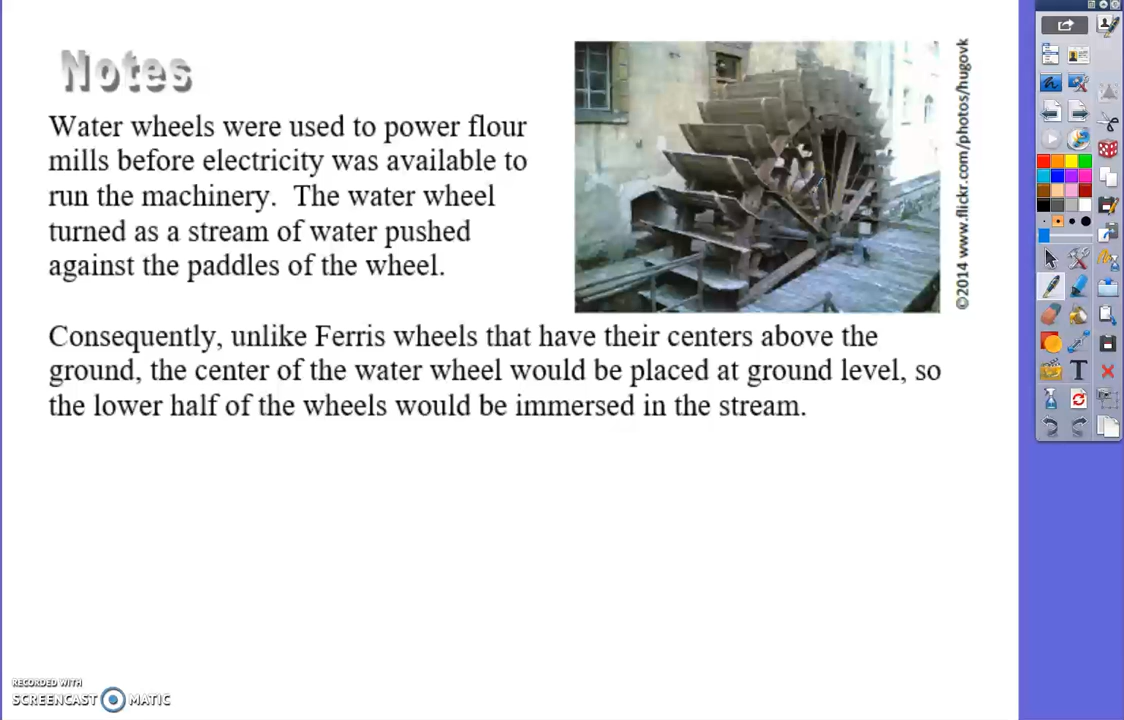 Notes
Water wheels were used to power flour
mills before electricity was available to
run the machinery.  The water wheel
turned as a stream of water pushed
against the paddles of the wheel.
©2014 www.flickr.com/photos/hugovk
Consequently, unlike Ferris wheels that have their centers above the
ground, the center of the water wheel would be placed at ground level, so
the lower half of the wheels would be immersed in the stream.
RECORDED WITH
SCREENCAST MATIC